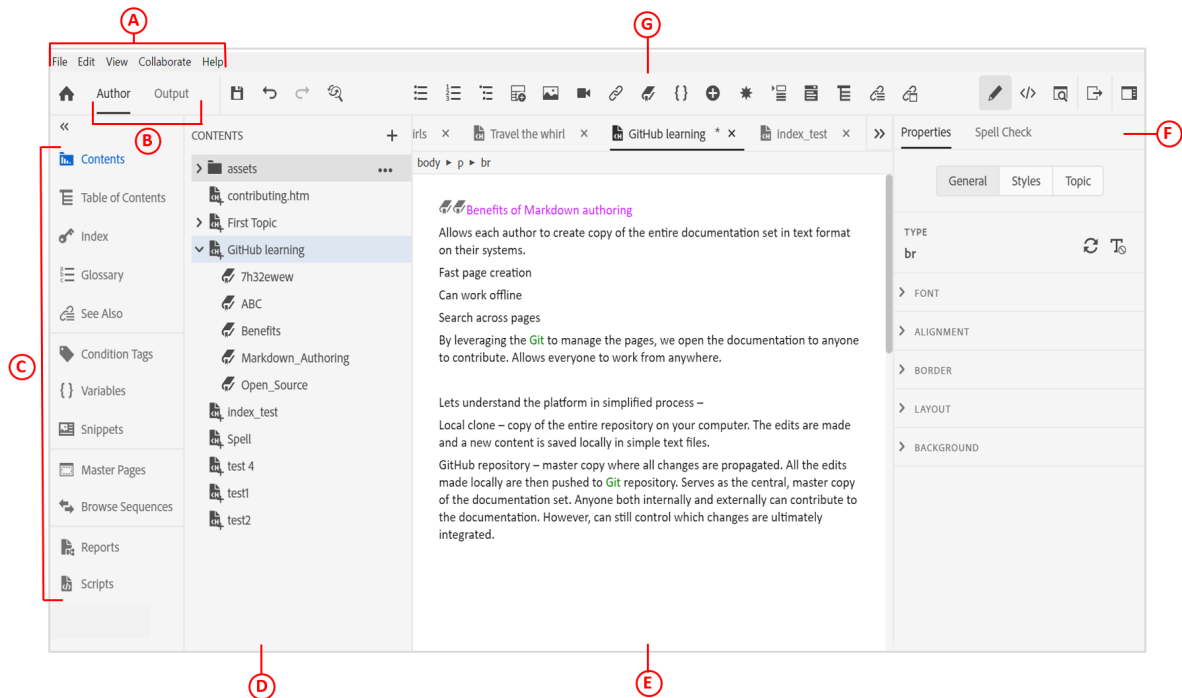 A
G
File Edit View Collaborate Help
Author Output
B
F
CONTENTS
irls Travel the whirl GitHub learning * index_test
Properties Spell Check
body ▸ p ▸ br
C
Contents
Table of Contents
Index
Glossary
See Also
Condition Tags
{ } Variables
Snippets
Master Pages
Browse Sequences
Reports
Scripts
assets
contributing.htm
First Topic
GitHub learning
7h32ewew
ABC
Benefits
Markdown_Authoring
Open_Source
index_test
Spell
test 4
test1
test2
Benefits of Markdown authoring
Allows each author to create copy of the entire documentation set in text format
on their systems.
Fast page creation
Can work offline
Search across pages
By leveraging the Git to manage the pages, we open the documentation to anyone
to contribute. Allows everyone to work from anywhere.
Lets understand the platform in simplified process –
Local clone – copy of the entire repository on your computer. The edits are made
and a new content is saved locally in simple text files.
GitHub repository – master copy where all changes are propagated. All the edits
made locally are then pushed to Git repository. Serves as the central, master copy
of the documentation set. Anyone both internally and externally can contribute to
the documentation. However, can still control which changes are ultimately
integrated.
General Styles Topic
TYPE
br
FONT
ALIGNMENT
BORDER
LAYOUT
BACKGROUND
D
E